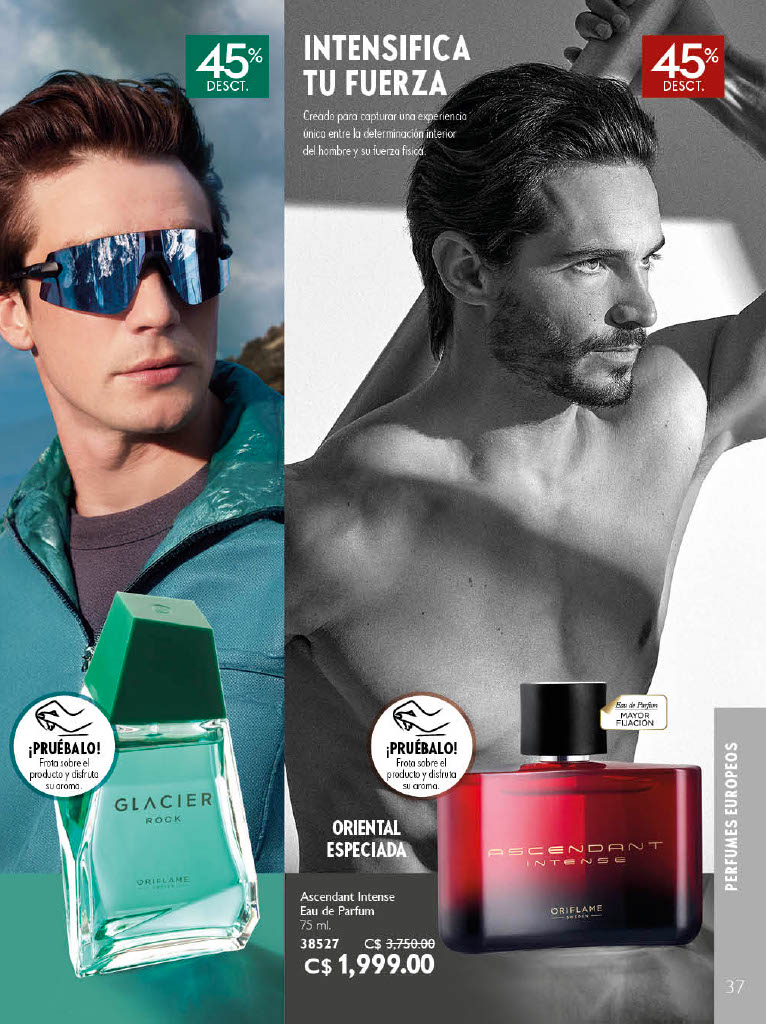 45%
DESCT.
INTENSIFICA
TU FUERZA
Creado para capturar una experiencia
única entre la determinación interior
del hombre y su fuerza física.
45%
DESCT.
¡PRUÉBALO!
Frota sobre el
producto y disfruta
su aroma.
GLACIER
ROCK
ORIFLAME
SWEDEN
¡PRUÉBALO!
Frota sobre el
producto y disfruta
su aroma.
Eau de Parfum
MAYOR
FIJACIÓN
ORIENTAL
ESPECIADA
ASCENDANT
INTENSE
ORIFLAME
SWEDEN
Ascendant Intense
Eau de Parfum
75 ml.
38527 C$ 3,750.00
C$ 1,999.00
PERFUMES EUROPEOS
37